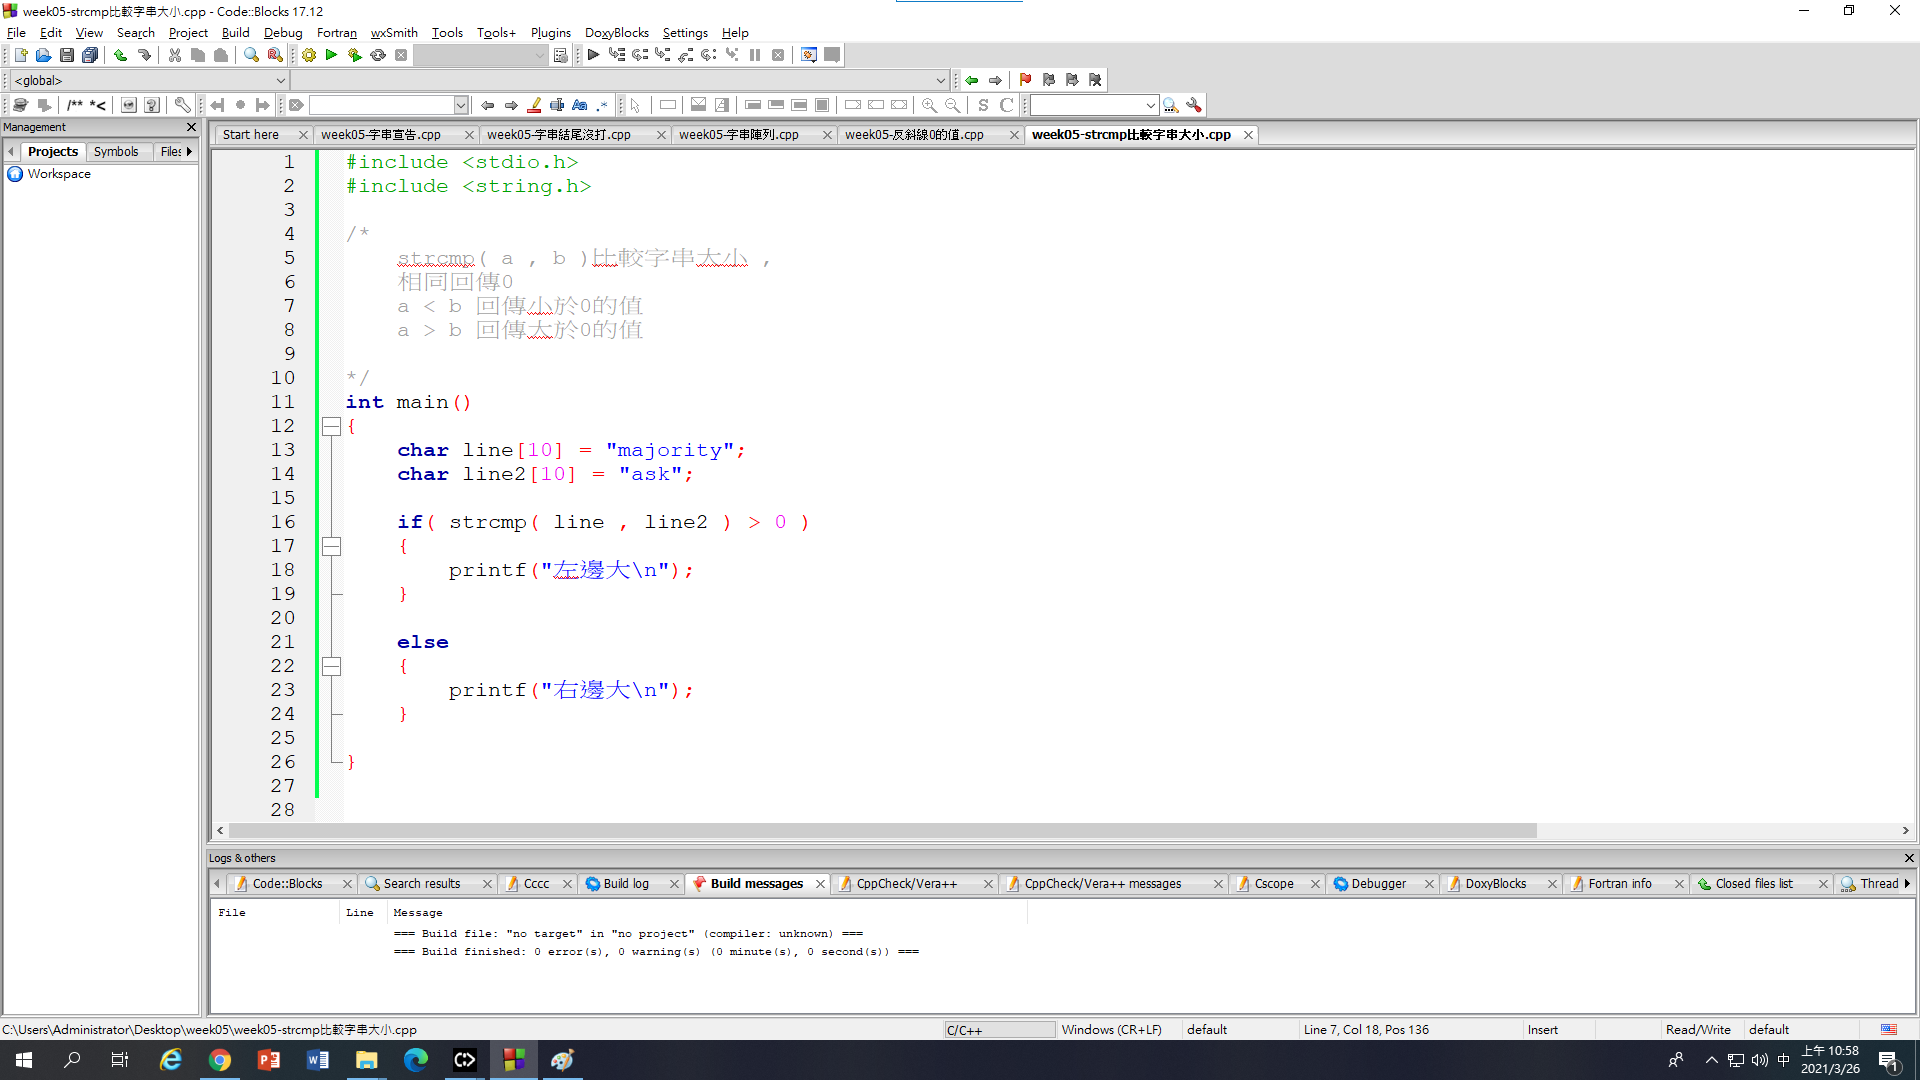 week05-strcmp比較字串大小.cpp - Code::Blocks 17.12
File Edit View Search Project Build Debug Fortran wxSmith Tools Tools+ Plugins DoxyBlocks Settings Help
<global>
/** *<
S C
Management
Start here week05-字串宣告.cpp week05-字串結尾沒打.cpp week05-字串陣列.cpp week05-反斜線0的值.cpp week05-strcmp比較字串大小.cpp
Projects Symbols Files
Workspace
1 #include <stdio.h>
2 #include <string.h>
3
4 /*
5 strcmp( a , b )比較字串大小 ,
6 相同回傳0
7 a < b 回傳小於0的值
8 a > b 回傳大於0的值
9
10 */
11 int main()
12 {
13 char line[10] = "majority";
14 char line2[10] = "ask";
15
16 if( strcmp( line , line2 ) > 0 )
17 {
18 printf("左邊大\n");
19 }
20
21 else
22 {
23 printf("右邊大\n");
24 }
25
26 }
27
28
Logs & others
Code::Blocks Search results Cccc Build log Build messages CppCheck/Vera++ CppCheck/Vera++ messages Cscope Debugger DoxyBlocks Fortran info Closed files list Thread
File Line Message
=== Build file: "no target" in "no project" (compiler: unknown) ===
=== Build finished: 0 error(s), 0 warning(s) (0 minute(s), 0 second(s)) ===
C:\Users\Administrator\Desktop\week05\week05-strcmp比較字串大小.cpp C/C++ Windows (CR+LF) default Line 7, Col 18, Pos 136 Insert Read/Write default
中 上午 10:58
2021/3/26
1